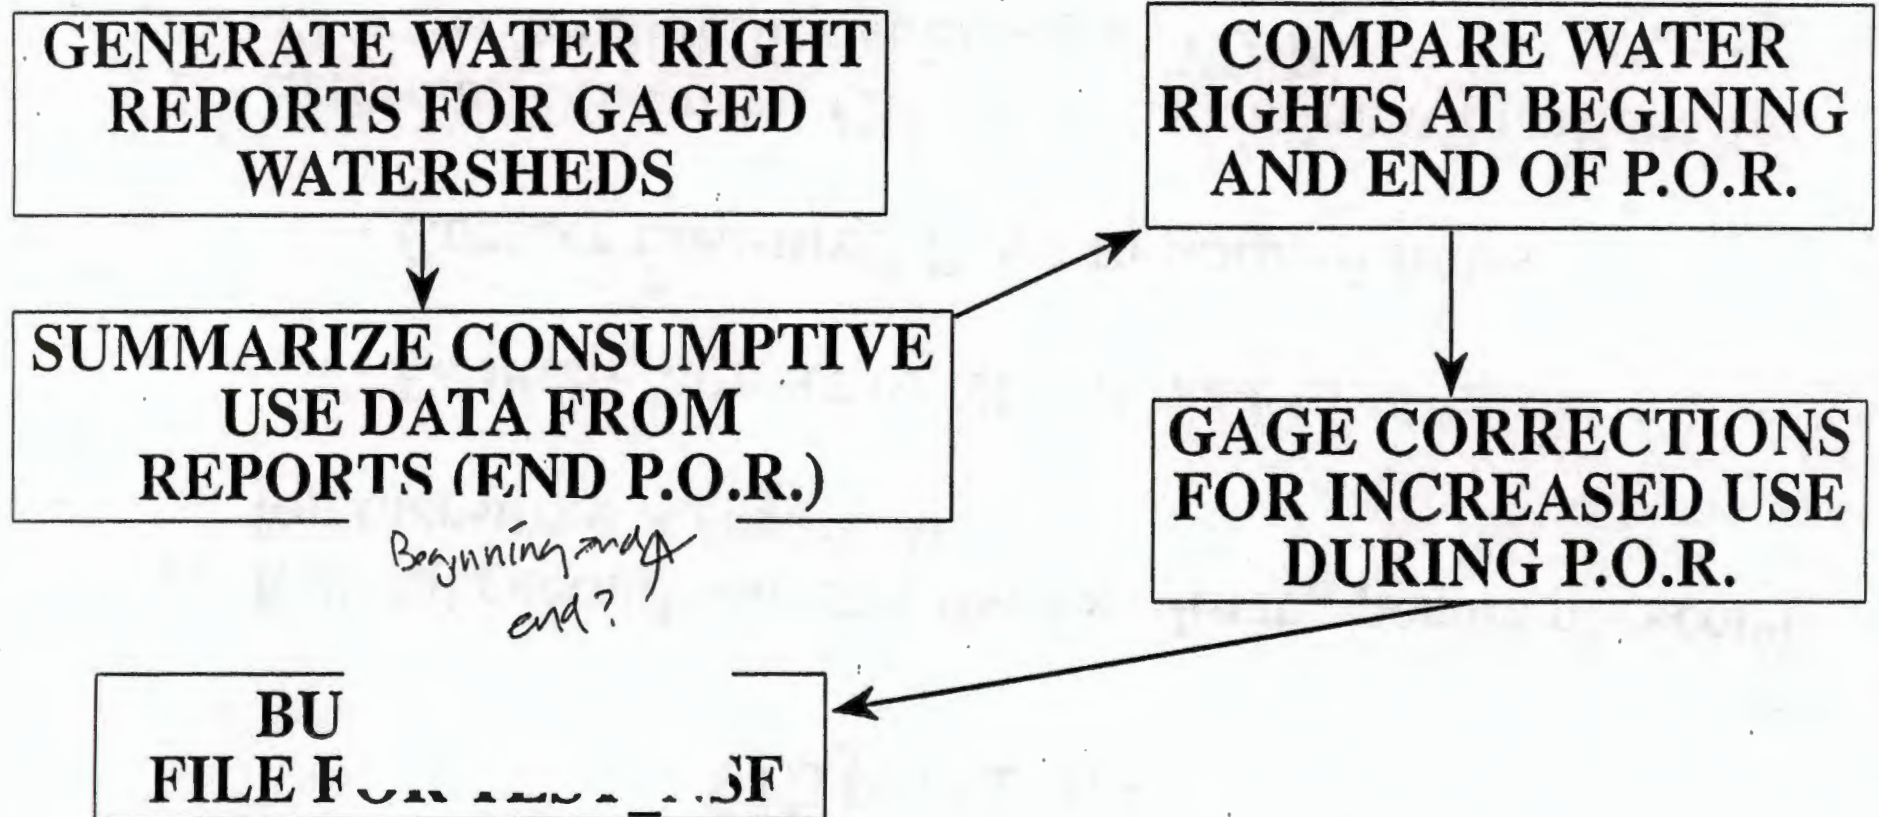 GENERATE WATER RIGHT
REPORTS FOR GAGED
WATERSHEDS
SUMMARIZE CONSUMPTIVE
USE DATA FROM
REPORTS (END P.O.R.)
Beginning and
end?
COMPARE WATER
RIGHTS AT BEGINING
AND END OF P.O.R.
GAGE CORRECTIONS
FOR INCREASED USE
DURING P.O.R.
BU
FILE